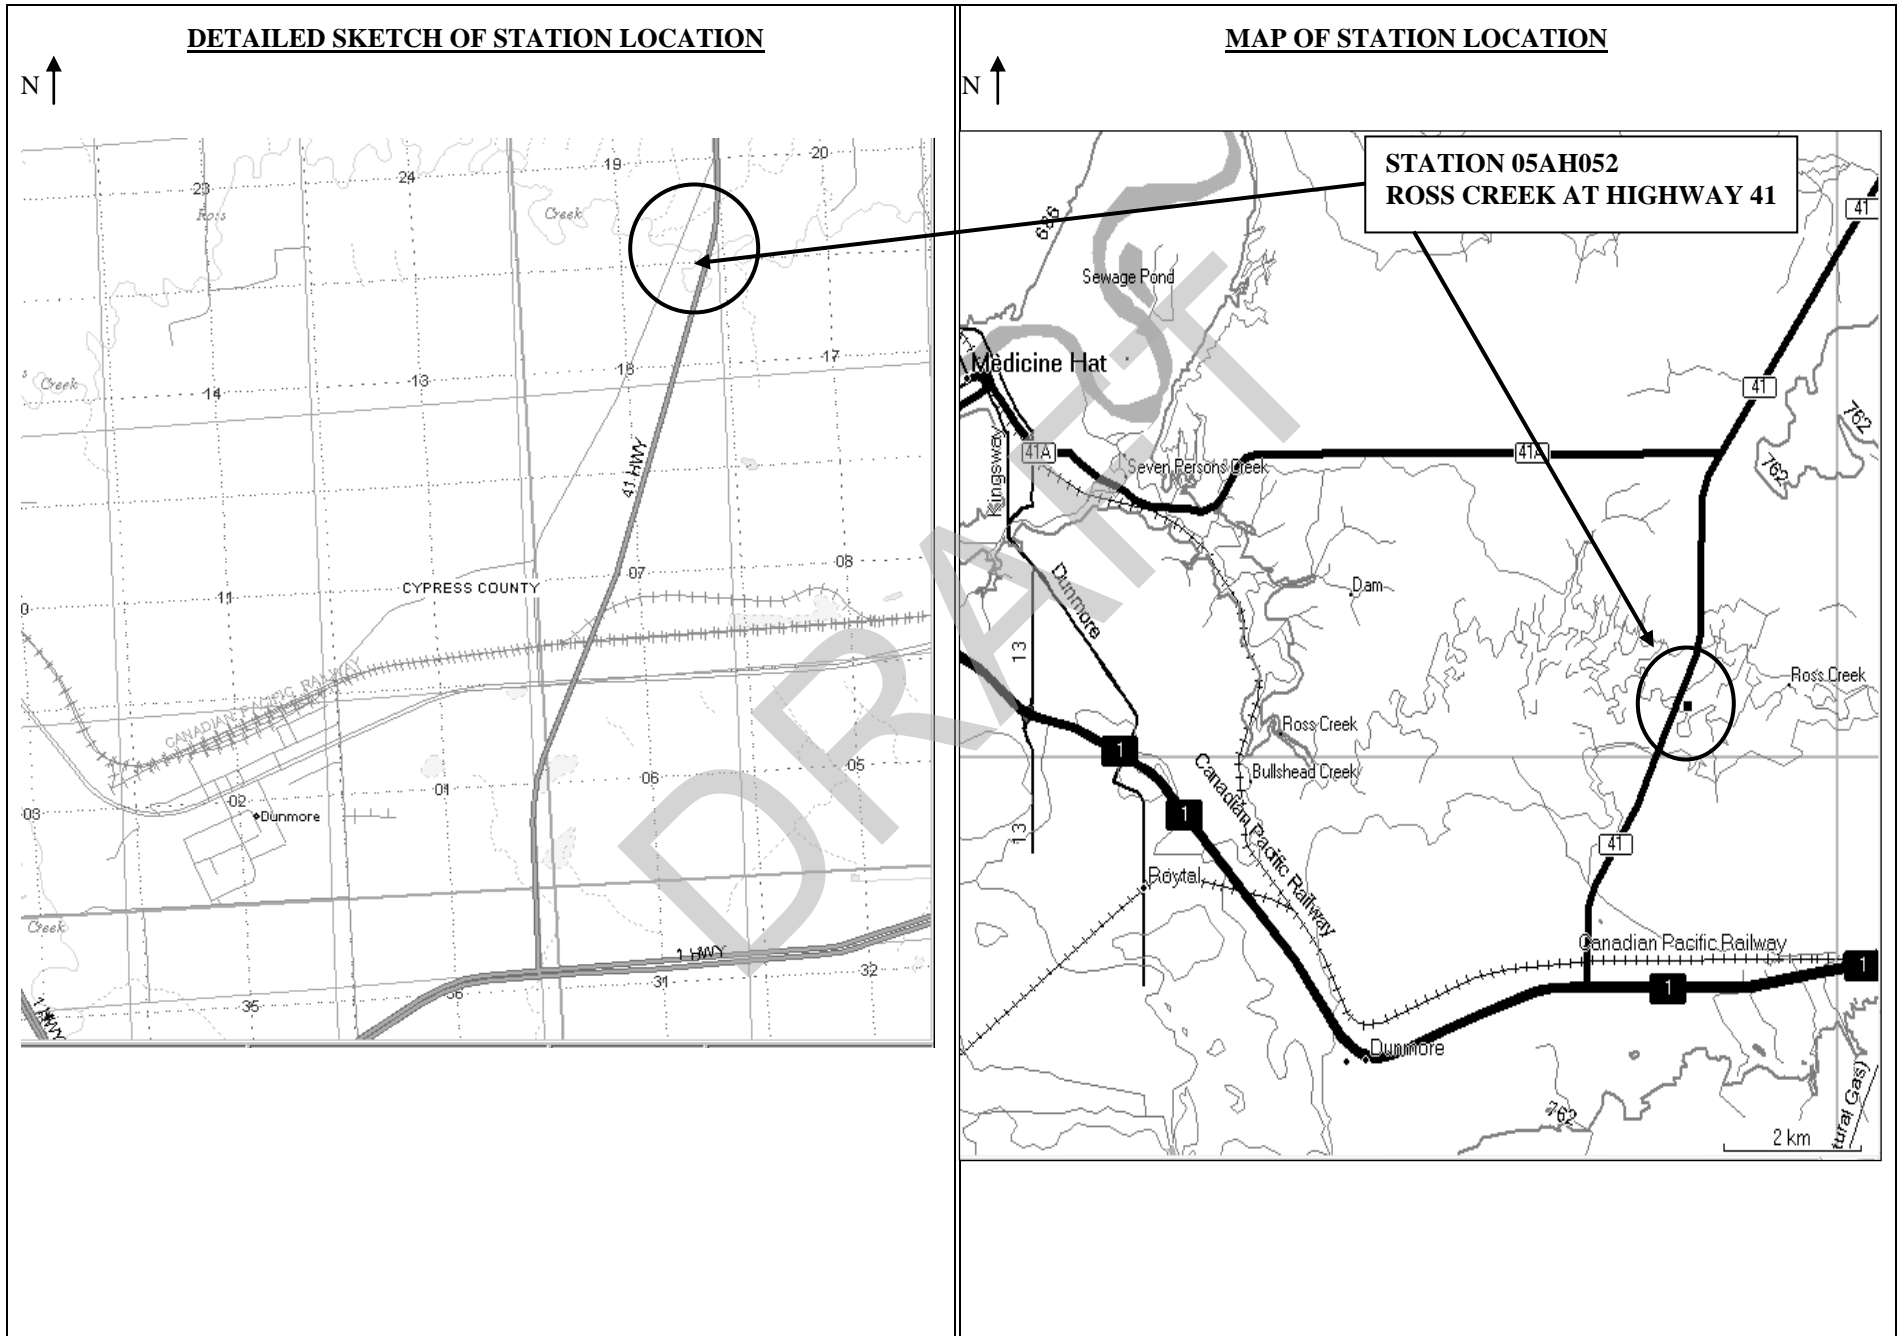 DETAILED SKETCH OF STATION LOCATION
N
19
20
23
24
Ross
Creek
Creek
14
13
18
17
41 HWY
CYPRESS COUNTY
11
07
08
CANADIAN PACIFIC RAILWAY
03
02
Dunmore
01
06
05
Creek
1 HWY
35
36
31
32
1 HWY
MAP OF STATION LOCATION
N
STATION 05AH052
ROSS CREEK AT HIGHWAY 41
41
Sewage Pond
Medicine Hat
41
762
762
41A
41A
Kingsway
Seven Persons Creek
Dunmore
Dam
13
Ross Creek
Ross Creek
1
Bullshead Creek
Canadian Pacific Railway
1
13
41
Roytal
Canadian Pacific Railway
1
1
Dunmore
762
2 km
tural Gas)
DRAFT